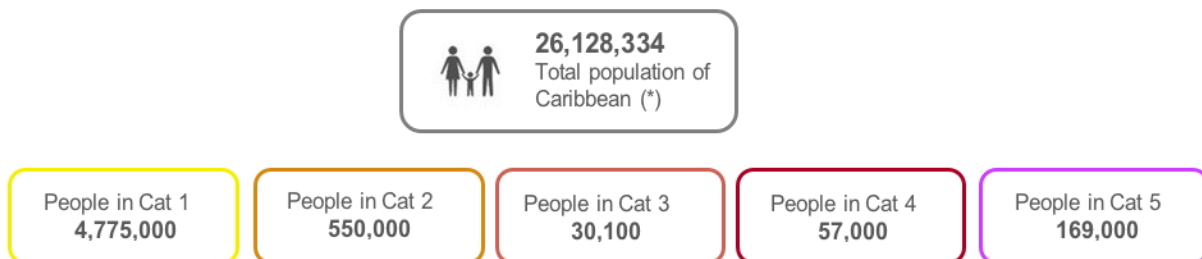 26,128,334
Total population of
Caribbean (*)
People in Cat 1
4,775,000
People in Cat 2
550,000
People in Cat 3
30,100
People in Cat 4
57,000
People in Cat 5
169,000